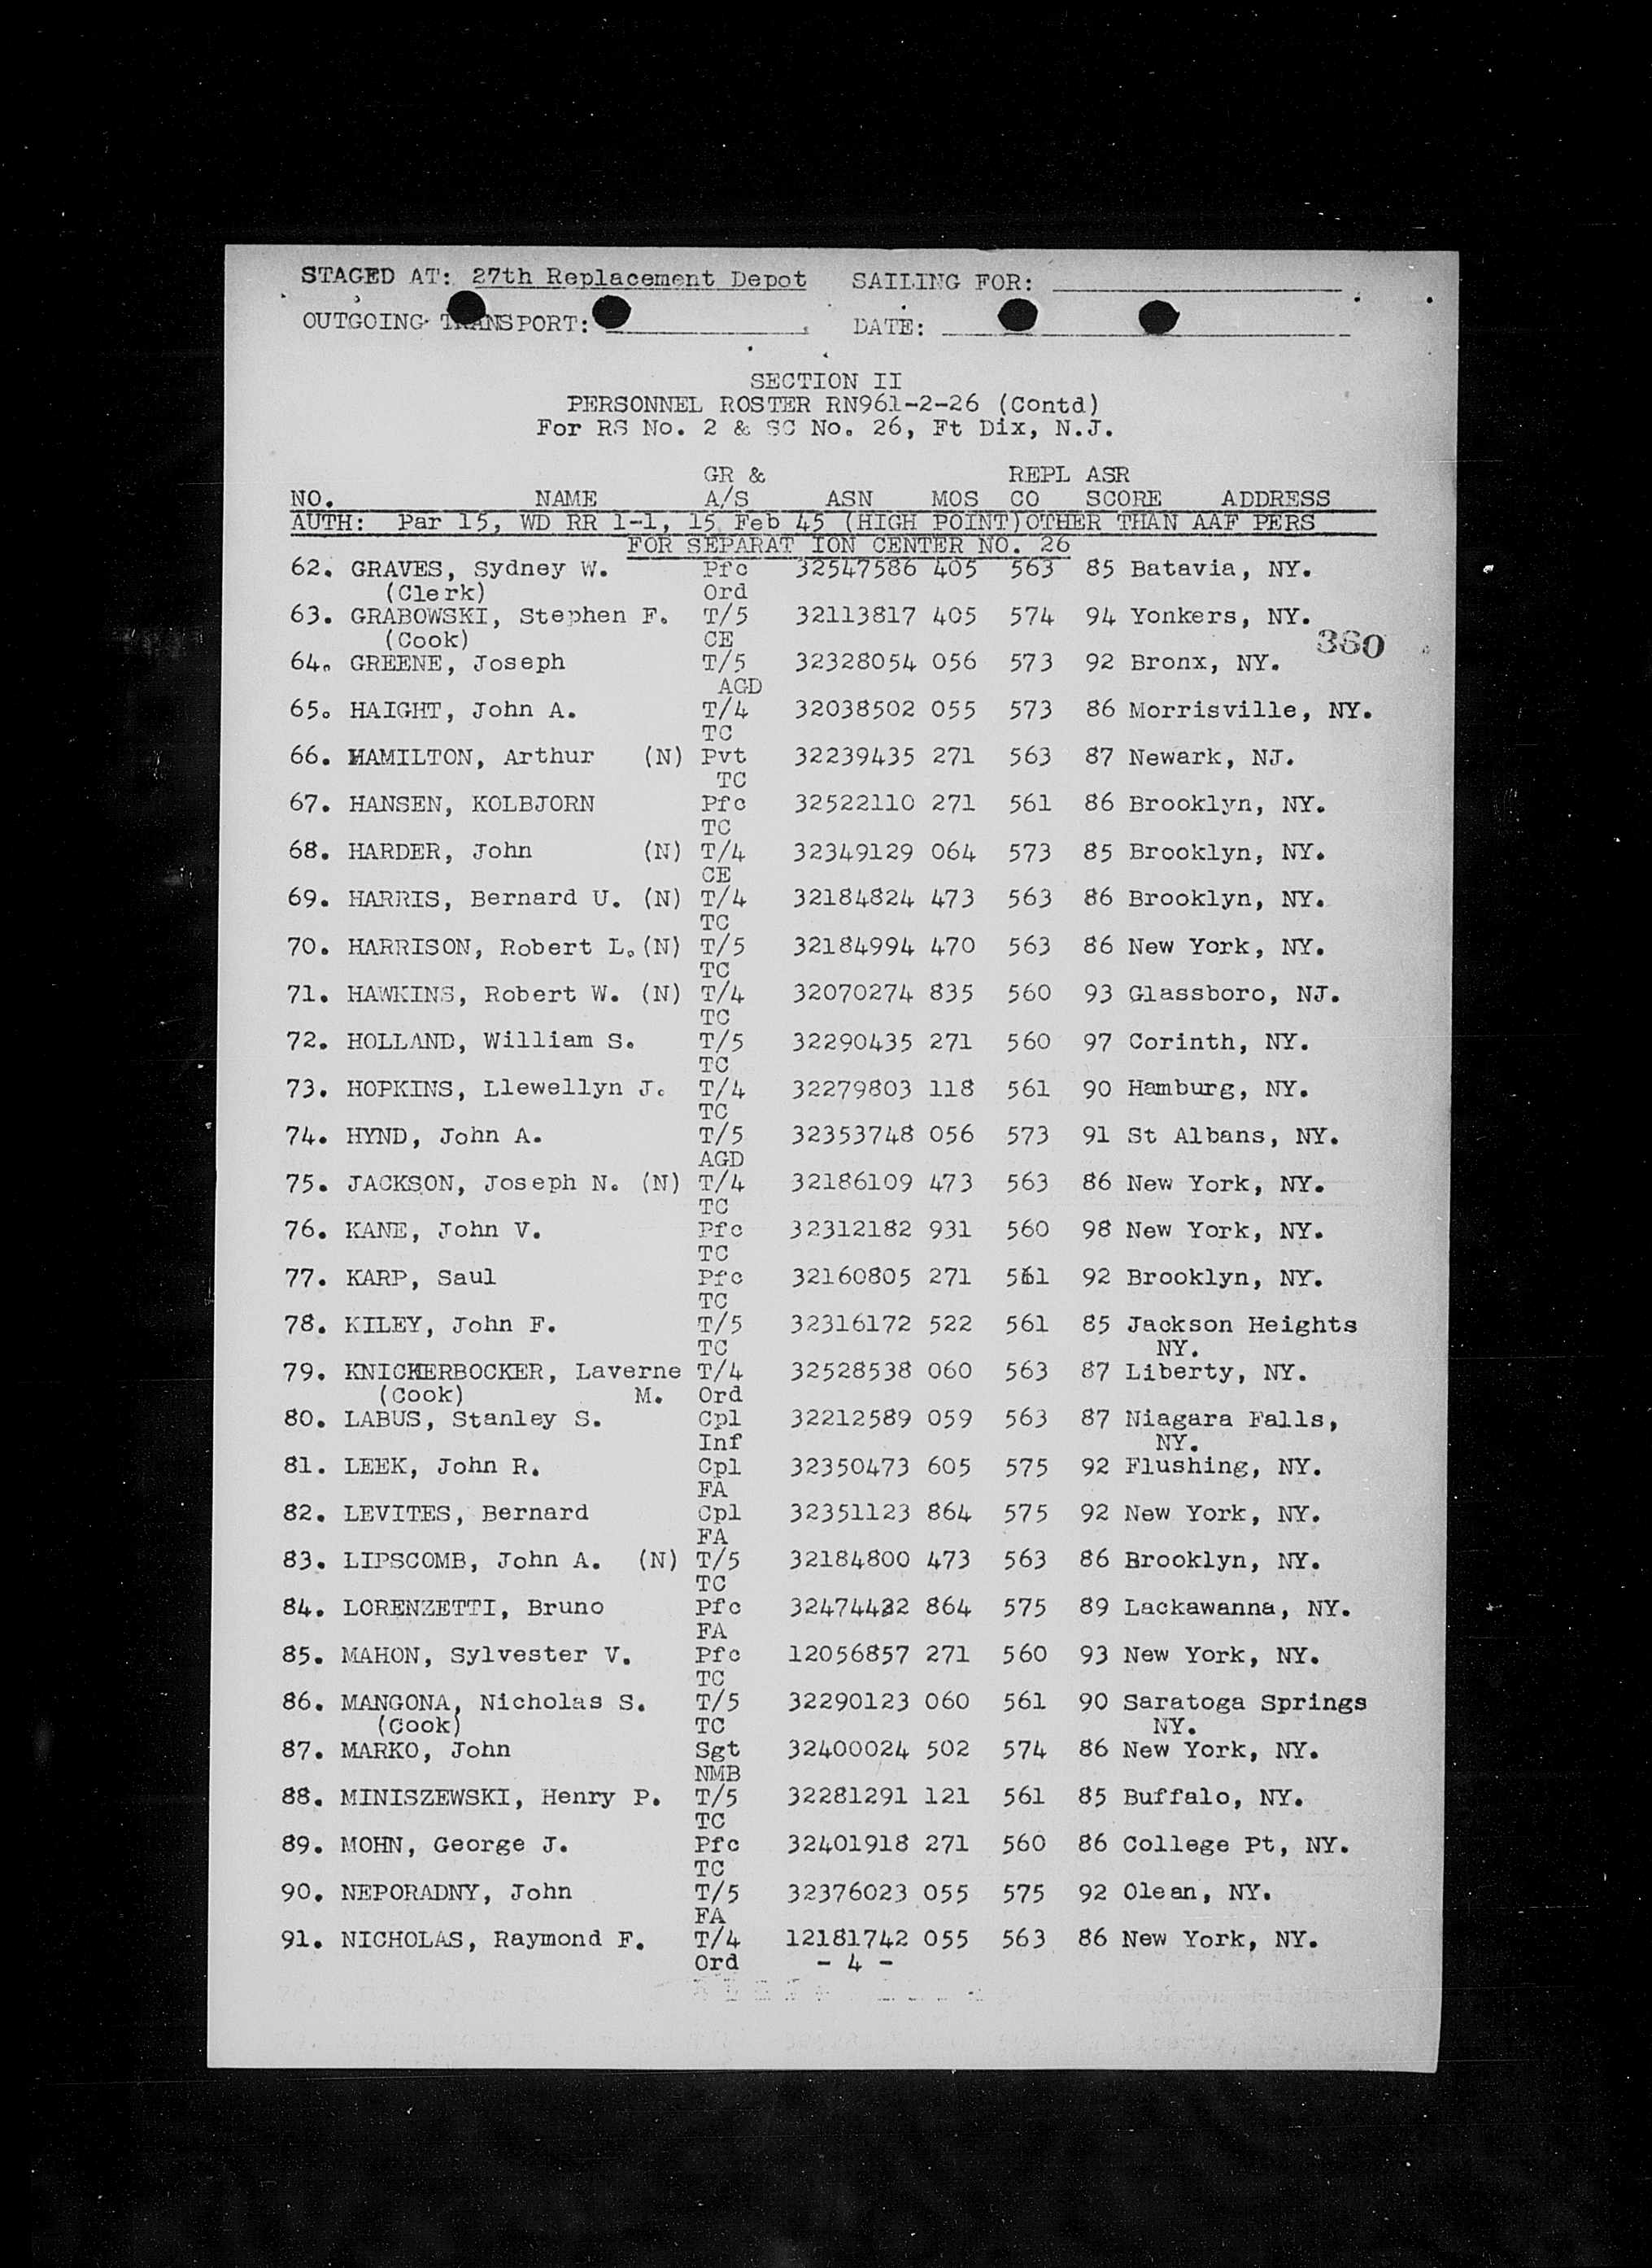 STAGED AT: 27th Replacement Depot SAILING FOR:
OUTGOING TRANSPORT: DATE:
SECTION II
PERSONNEL ROSTER RN961-2-26 (Contd)
For RS No. 2 & SC No. 26, Ft Dix, N.J.
GR & REPL ASR
NO. NAME A/S ASN MOS CO SCORE ADDRESS
AUTH: Par 15, WD RR 1-1, 15 Feb 45 (HIGH POINT)OTHER THAN AAF PERS
FOR SEPARAT ION CENTER NO. 26
62. GRAVES, Sydney W. Pfc 32547586 405 563 85 Batavia, NY.
(Clerk) Ord
63. GRABOWSKI, Stephen F. T/5 32113817 405 574 94 Yonkers, NY.
(Cook) CE 360
64. GREENE, Joseph T/5 32328054 056 573 92 Bronx, NY.
AGD
65. HAIGHT, John A. T/4 32038502 055 573 86 Morrisville, NY.
TC
66. HAMILTON, Arthur (N) Pvt 32239435 271 563 87 Newark, NJ.
TC
67. HANSEN, KOLBJORN Pfc 32522110 271 561 86 Brooklyn, NY.
TC
68. HARDER, John (N) T/4 32349129 064 573 85 Brooklyn, NY.
CE
69. HARRIS, Bernard U. (N) T/4 32184824 473 563 86 Brooklyn, NY.
TC
70. HARRISON, Robert L.(N) T/5 32184994 470 563 86 New York, NY.
TC
71. HAWKINS, Robert W. (N) T/4 32070274 835 560 93 Glassboro, NJ.
TC
72. HOLLAND, William S. T/5 32290435 271 560 97 Corinth, NY.
TC
73. HOPKINS, Llewellyn J. T/4 32279803 118 561 90 Hamburg, NY.
TC
74. HYND, John A. T/5 32353748 056 573 91 St Albans, NY.
AGD
75. JACKSON, Joseph N. (N) T/4 32186109 473 563 86 New York, NY.
TC
76. KANE, John V. Pfc 32312182 931 560 98 New York, NY.
TC
77. KARP, Saul Pfc 32160805 271 561 92 Brooklyn, NY.
TC
78. KILEY, John F. T/5 32316172 522 561 85 Jackson Heights
TC NY.
79. KNICKERBOCKER, Laverne T/4 32528538 060 563 87 Liberty, NY.
(Cook) M. Ord
80. LABUS, Stanley S. Cpl 32212589 059 563 87 Niagara Falls,
Inf NY.
81. LEEK, John R. Cpl 32350473 605 575 92 Flushing, NY.
FA
82. LEVITES, Bernard Cpl 32351123 864 575 92 New York, NY.
FA
83. LIPSCOMB, John A. (N) T/5 32184800 473 563 86 Brooklyn, NY.
TC
84. LORENZETTI, Bruno Pfc 32474432 864 575 89 Lackawanna, NY.
FA
85. MAHON, Sylvester V. Pfc 12056857 271 560 93 New York, NY.
TC
86. MANGONA, Nicholas S. T/5 32290123 060 561 90 Saratoga Springs
(Cook) TC NY.
87. MARKO, John Sgt 32400024 502 574 86 New York, NY.
NMB
88. MINISZEWSKI, Henry P. T/5 32281291 121 561 85 Buffalo, NY.
TC
89. MOHN, George J. Pfc 32401918 271 560 86 College Pt, NY.
TC
90. NEPORADNY, John T/5 32376023 055 575 92 Olean, NY.
FA
91. NICHOLAS, Raymond F. T/4 12181742 055 563 86 New York, NY.
Ord - 4 -